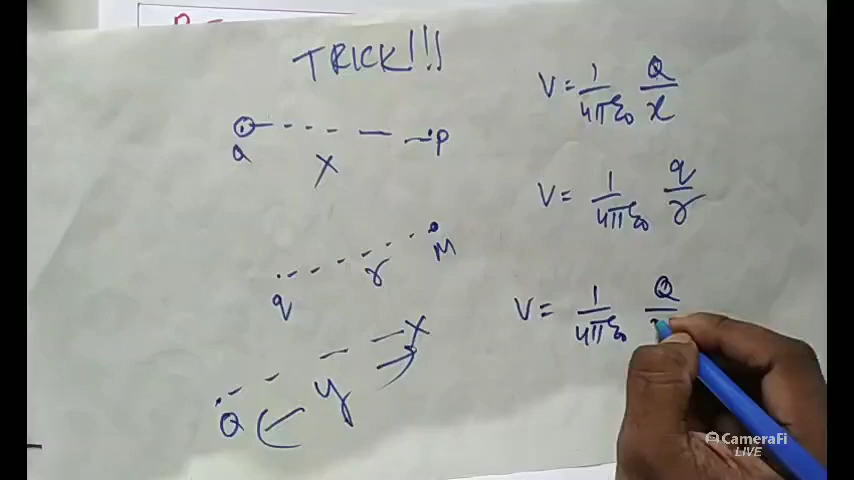 TRICK!!!
Q x P
V = 1/4πε₀ Q/x
q r M
V = 1/4πε₀ q/r
Q y X
V = 1/4πε₀ Q/
CameraFi
LIVE